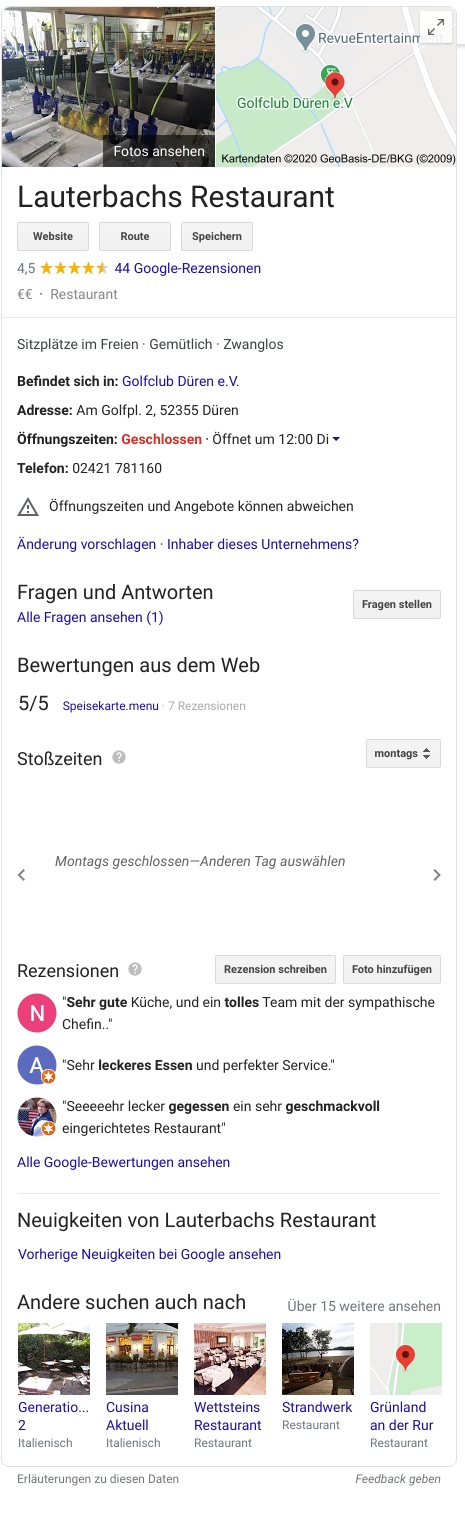 RevueEntertainment
Golfclub Düren e.V
Fotos ansehen
Kartendaten ©2020 GeoBasis-DE/BKG (©2009)
Lauterbachs Restaurant
Website Route Speichern
4,5 44 Google-Rezensionen
€€ · Restaurant
Sitzplätze im Freien · Gemütlich · Zwanglos
Befindet sich in: Golfclub Düren e.V.
Adresse: Am Golfpl. 2, 52355 Düren
Öffnungszeiten: Geschlossen · Öffnet um 12:00 Di
Telefon: 02421 781160
Öffnungszeiten und Angebote können abweichen
Änderung vorschlagen · Inhaber dieses Unternehmens?
Fragen und Antworten
Alle Fragen ansehen (1)
Fragen stellen
Bewertungen aus dem Web
5/5 Speisekarte.menu · 7 Rezensionen
Stoßzeiten ? montags
Montags geschlossen—Anderen Tag auswählen
Rezensionen ? Rezension schreiben Foto hinzufügen
N "Sehr gute Küche, und ein tolles Team mit der sympathische
Chefin.."
A "Sehr leckeres Essen und perfekter Service."
"Seeeeehr lecker gegessen ein sehr geschmackvoll
eingerichtetes Restaurant"
Alle Google-Bewertungen ansehen
Neuigkeiten von Lauterbachs Restaurant
Vorherige Neuigkeiten bei Google ansehen
Andere suchen auch nach Über 15 weitere ansehen
Generatio...
2
Italienisch
Cusina
Aktuell
Italienisch
Wettsteins
Restaurant
Restaurant
Strandwerk
Restaurant
Grünland
an der Rur
Restaurant
Erläuterungen zu diesen Daten Feedback geben